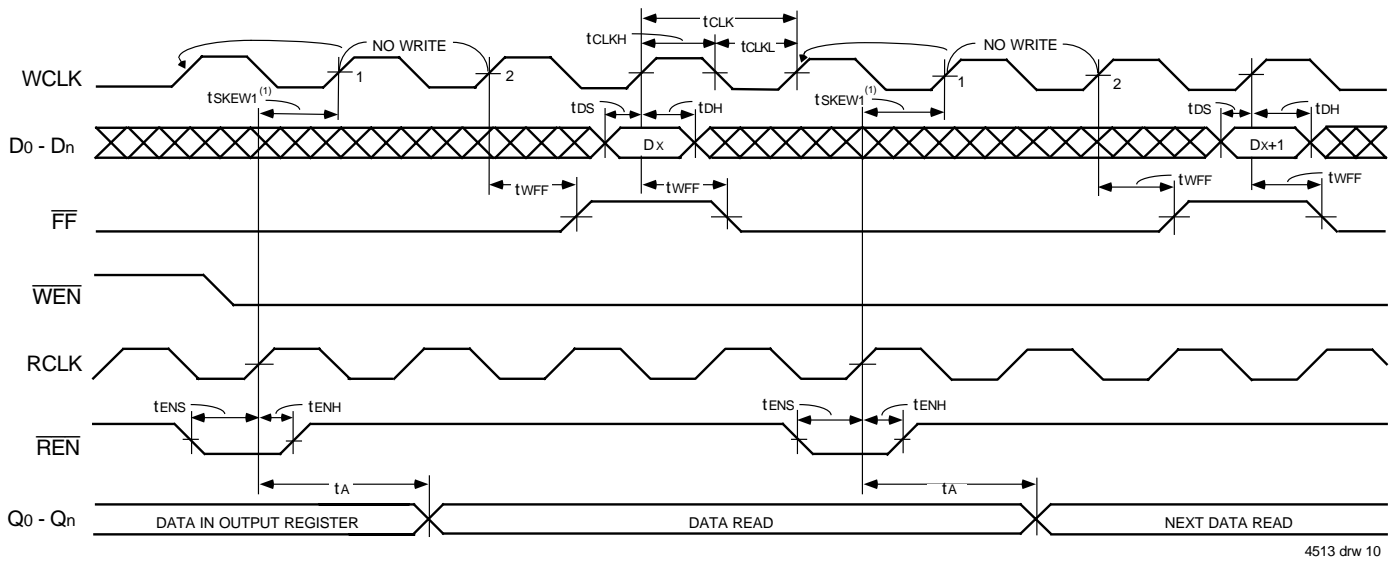 tCLK
tCLKH
tCLKL
NO WRITE
NO WRITE
WCLK
1
2
1
2
tSKEW1(1)
tDS
tDH
tSKEW1(1)
tDS
tDH
D0 - Dn
DX
DX+1
tWFF
tWFF
tWFF
tWFF
FF
WEN
RCLK
tENS
tENH
tENS
tENH
REN
tA
tA
Q0 - Qn
DATA IN OUTPUT REGISTER
DATA READ
NEXT DATA READ
4513 drw 10